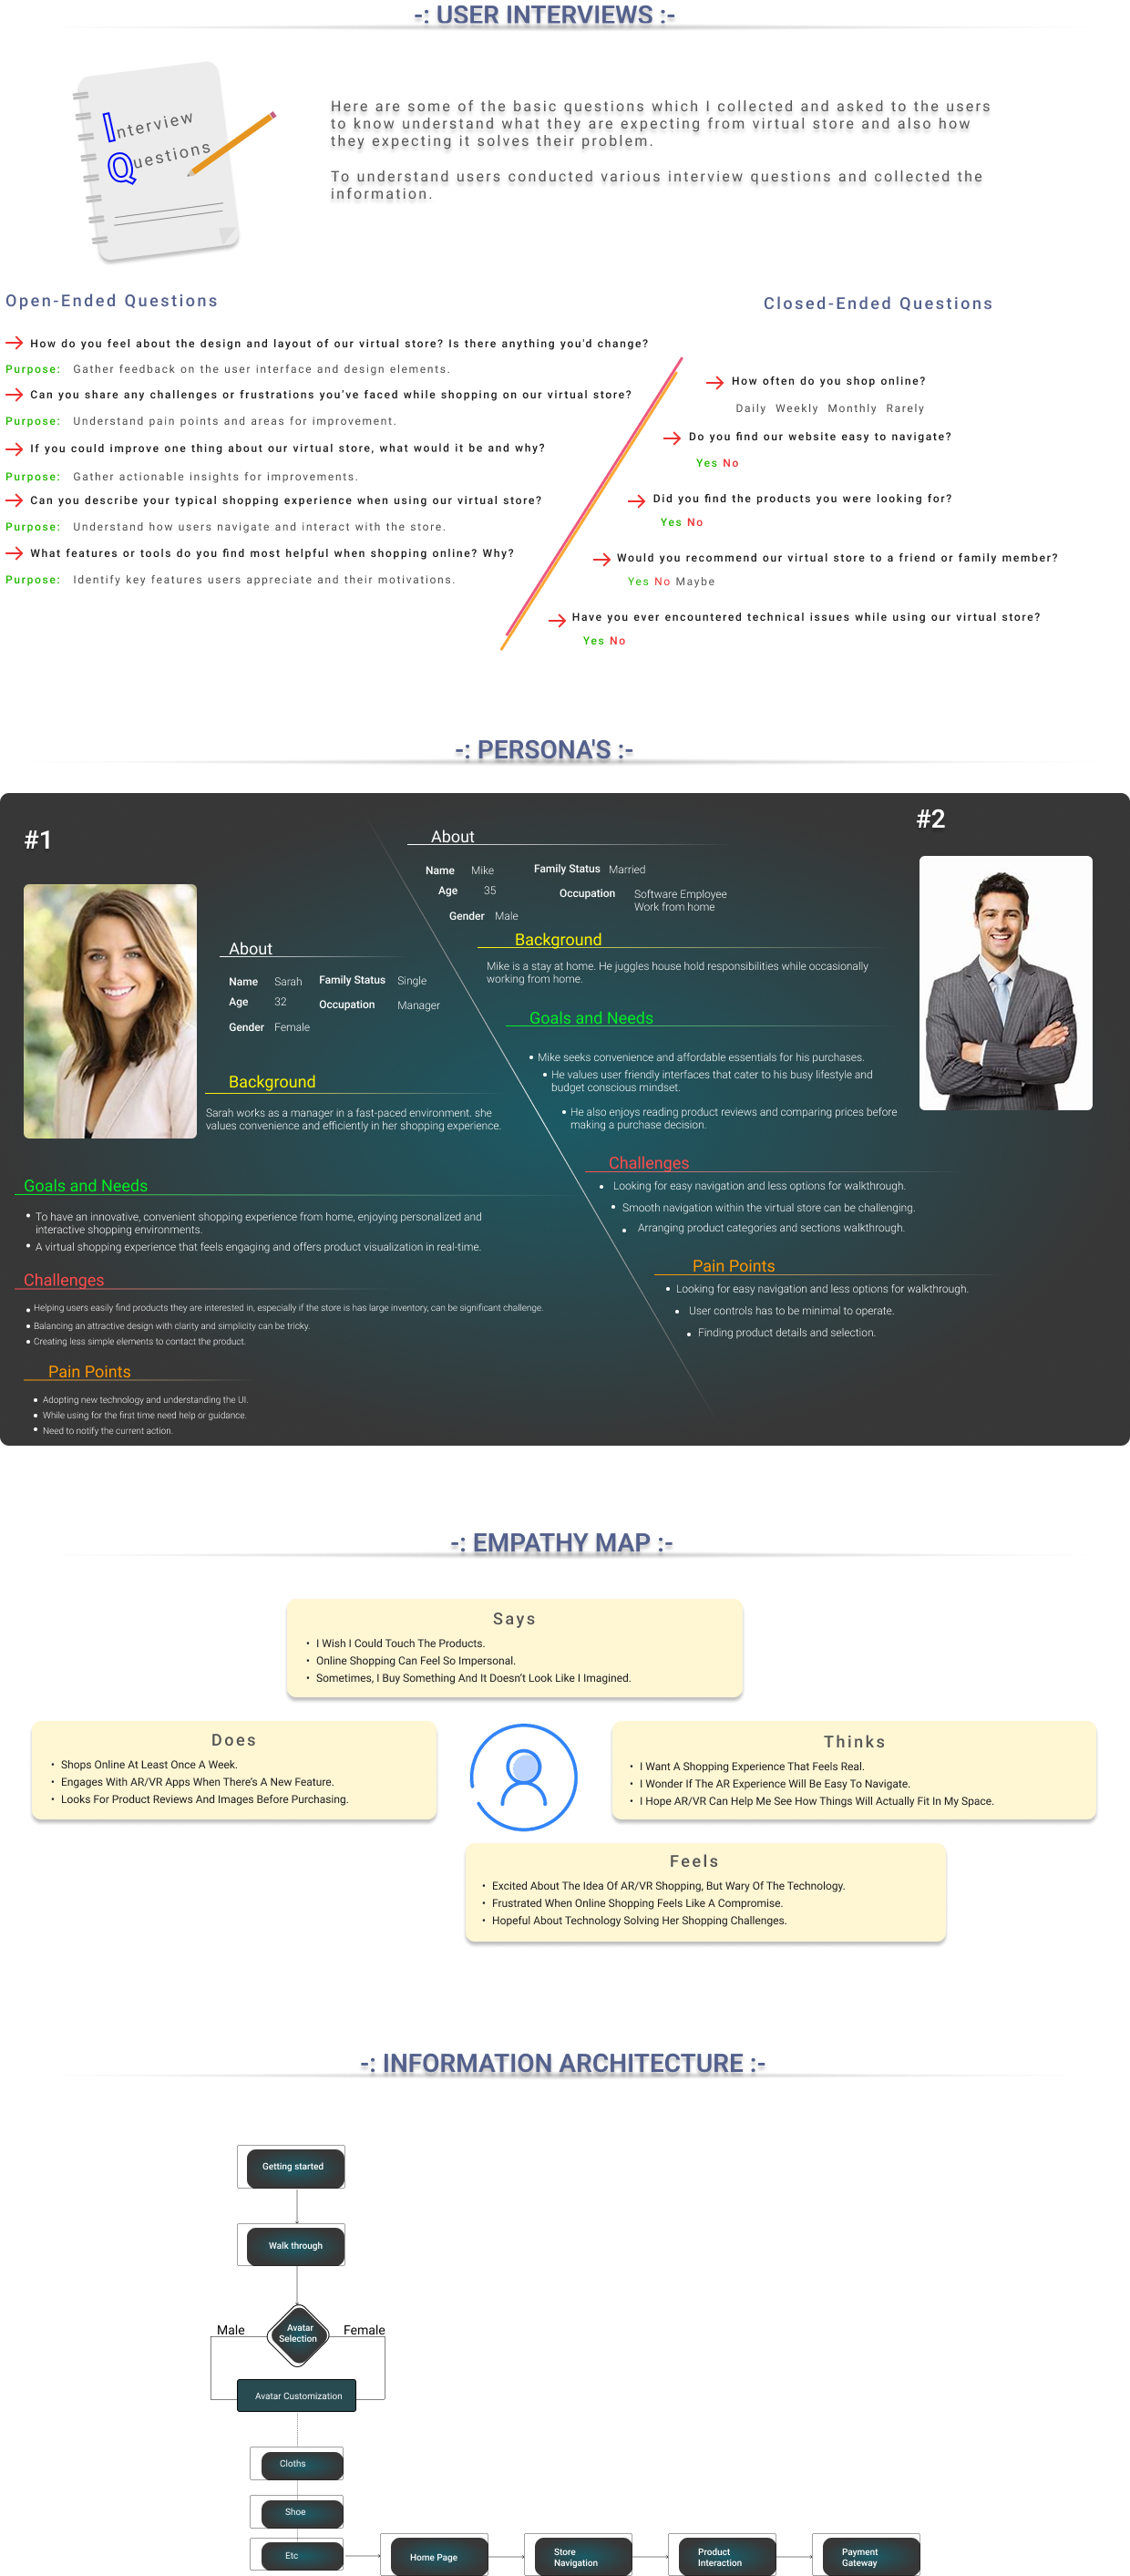 -: USER INTERVIEWS :-
Interview
Questions
Here are some of the basic questions which I collected and asked to the users
to know understand what they are expecting from virtual store and also how
they expecting it solves their problem.
To understand users conducted various interview questions and collected the
information.
Open-Ended Questions
How do you feel about the design and layout of our virtual store? Is there anything you'd change?
Purpose: Gather feedback on the user interface and design elements.
Can you share any challenges or frustrations you've faced while shopping on our virtual store?
Purpose: Understand pain points and areas for improvement.
If you could improve one thing about our virtual store, what would it be and why?
Purpose: Gather actionable insights for improvements.
Can you describe your typical shopping experience when using our virtual store?
Purpose: Understand how users navigate and interact with the store.
What features or tools do you find most helpful when shopping online? Why?
Purpose: Identify key features users appreciate and their motivations.
Closed-Ended Questions
How often do you shop online?
Daily Weekly Monthly Rarely
Do you find our website easy to navigate?
Yes No
Did you find the products you were looking for?
Yes No
Would you recommend our virtual store to a friend or family member?
Yes No Maybe
Have you ever encountered technical issues while using our virtual store?
Yes No
-: PERSONA'S :-
#1
About
Name Sarah Family Status Single
Age 32 Occupation Manager
Gender Female
Background
Sarah works as a manager in a fast-paced environment. she
values convenience and efficiently in her shopping experience.
Goals and Needs
• To have an innovative, convenient shopping experience from home, enjoying personalized and
interactive shopping environments.
• A virtual shopping experience that feels engaging and offers product visualization in real-time.
Challenges
• Helping users easily find products they are interested in, especially if the store is has large inventory, can be significant challenge.
• Balancing an attractive design with clarity and simplicity can be tricky.
• Creating less simple elements to contact the product.
Pain Points
• Adopting new technology and understanding the UI.
• While using for the first time need help or guidance.
• Need to notify the current action.
#2
About
Name Mike Family Status Married
Age 35 Occupation Software Employee
Work from home
Gender Male
Background
Mike is a stay at home. He juggles house hold responsibilities while occasionally
working from home.
Goals and Needs
• Mike seeks convenience and affordable essentials for his purchases.
• He values user friendly interfaces that cater to his busy lifestyle and
budget conscious mindset.
• He also enjoys reading product reviews and comparing prices before
making a purchase decision.
Challenges
• Looking for easy navigation and less options for walkthrough.
• Smooth navigation within the virtual store can be challenging.
• Arranging product categories and sections walkthrough.
Pain Points
• Looking for easy navigation and less options for walkthrough.
• User controls has to be minimal to operate.
• Finding product details and selection.
-: EMPATHY MAP :-
Says
• I Wish I Could Touch The Products.
• Online Shopping Can Feel So Impersonal.
• Sometimes, I Buy Something And It Doesn't Look Like I Imagined.
Does
• Shops Online At Least Once A Week.
• Engages With AR/VR Apps When There's A New Feature.
• Looks For Product Reviews And Images Before Purchasing.
Thinks
• I Want A Shopping Experience That Feels Real.
• I Wonder If The AR Experience Will Be Easy To Navigate.
• I Hope AR/VR Can Help Me See How Things Will Actually Fit In My Space.
Feels
• Excited About The Idea Of AR/VR Shopping, But Wary Of The Technology.
• Frustrated When Online Shopping Feels Like A Compromise.
• Hopeful About Technology Solving Her Shopping Challenges.
-: INFORMATION ARCHITECTURE :-
Getting started
Walk through
Male
Avatar
Selection
Female
Avatar Customization
Cloths
Shoe
Etc
Home Page
Store
Navigation
Product
Interaction
Payment
Gateway